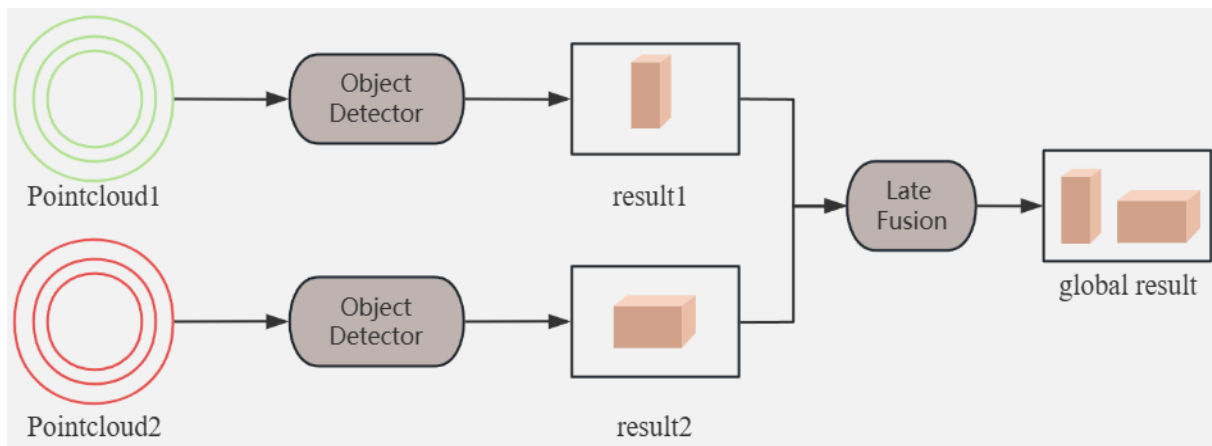 Object
Detector
Pointcloud1
result1
Late
Fusion
global result
Object
Detector
Pointcloud2
result2